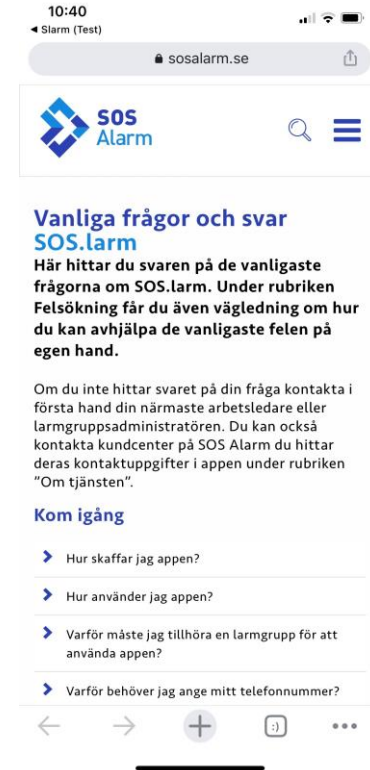 10:40
◀ Slarm (Test)
sosalarm.se
SOS
Alarm
Vanliga frågor och svar
SOS.larm
Här hittar du svaren på de vanligaste
frågorna om SOS.larm. Under rubriken
Felsökning får du även vägledning om hur
du kan avhjälpa de vanligaste felen på
egen hand.
Om du inte hittar svaret på din fråga kontakta i
första hand din närmaste arbetsledare eller
larmgruppsadministratören. Du kan också
kontakta kundcenter på SOS Alarm du hittar
deras kontaktuppgifter i appen under rubriken
"Om tjänsten".
Kom igång
Hur skaffar jag appen?
Hur använder jag appen?
Varför måste jag tillhöra en larmgrupp för att
använda appen?
Varför behöver jag ange mitt telefonnummer?
:)